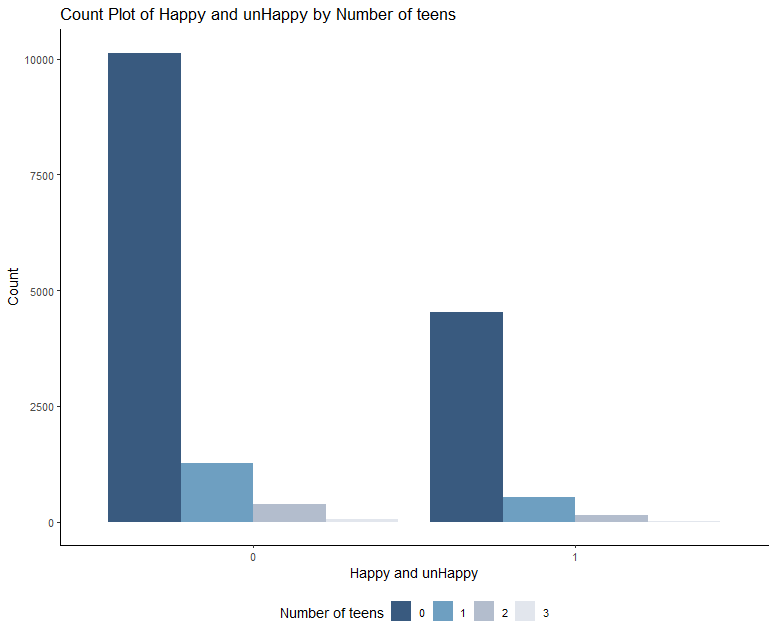 Count Plot of Happy and unHappy by Number of teens
10000
7500
5000
2500
0
Count
0 1
Happy and unHappy
Number of teens 0 1 2 3